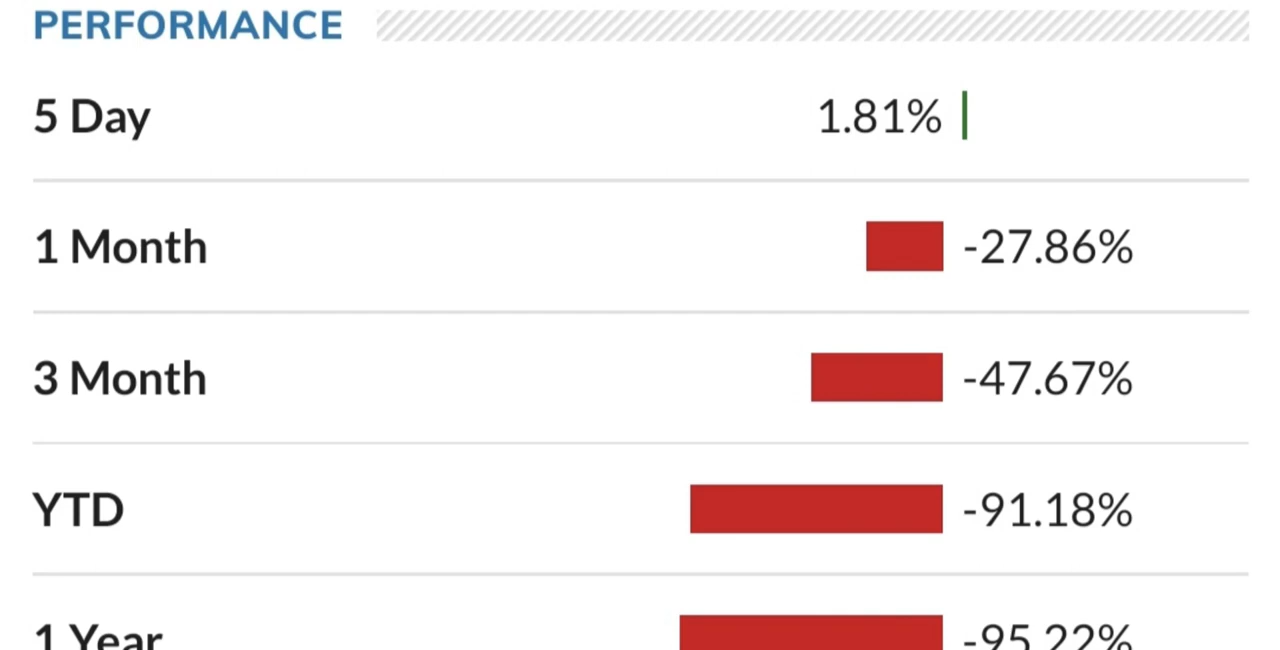 PERFORMANCE
5 Day 1.81%
1 Month -27.86%
3 Month -47.67%
YTD -91.18%
1 Year -95.22%